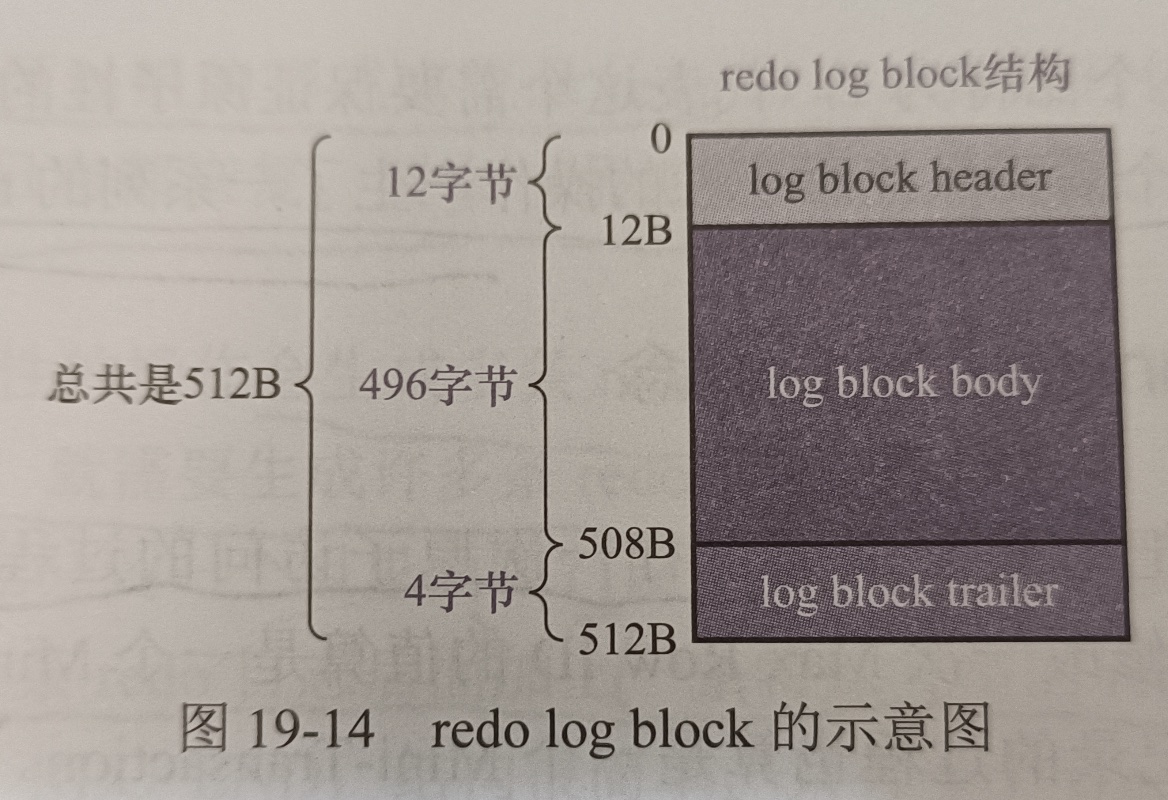 redo log block结构
0
12字节
log block header
12B
总共是512B
496字节
log block body
508B
4字节
log block trailer
512B
图 19-14 redo log block 的示意图